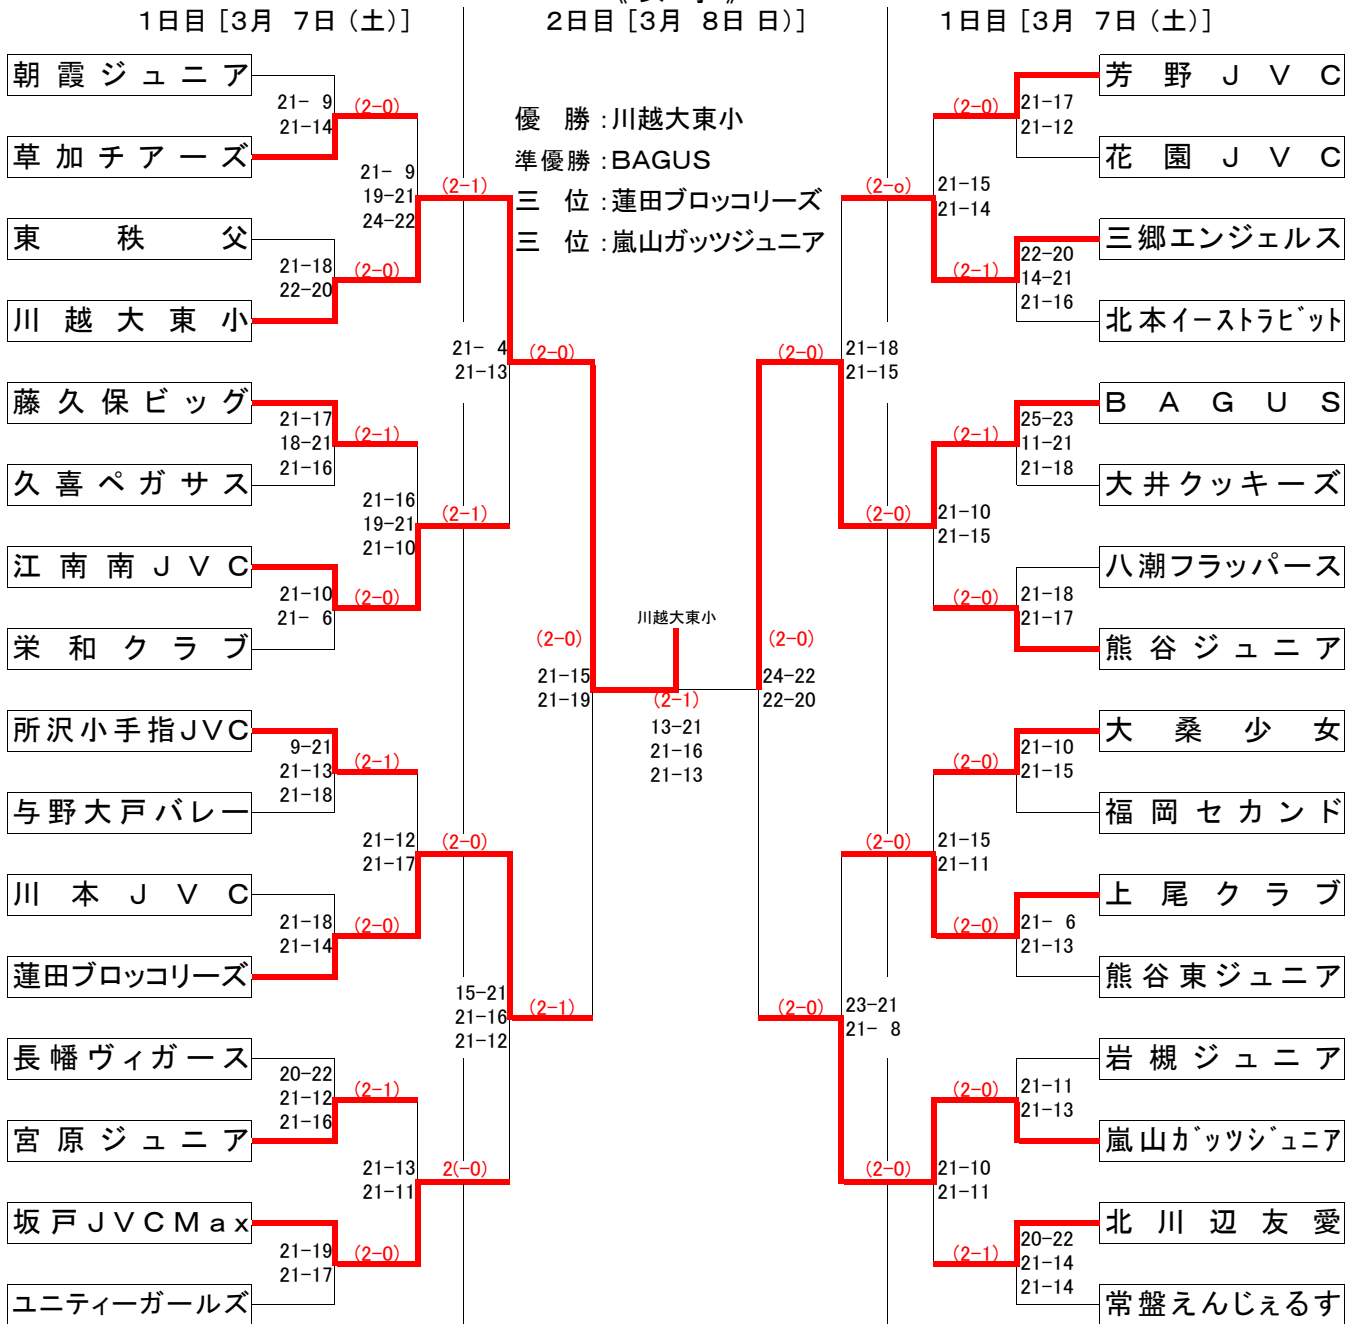 1日目 [3月 7日 (土)]
2日目 [3月 8日 日)]
1日目 [3月 7日 (土)]
優 勝 : 川越大東小
準優勝 : BAGUS
三 位 : 蓮田ブロッコリーズ
三 位 : 嵐山ガッツジュニア
朝霞ジュニア
21- 9
21-14
(2-0)
草加チアーズ
21- 9
19-21
24-22
(2-1)
東秩父
21-18
22-20
(2-0)
川越大東小
21- 4
21-13
(2-0)
藤久保ビッグ
21-17
18-21
21-16
(2-1)
久喜ペガサス
21-16
19-21
21-10
(2-1)
江南南JVC
21-10
21- 6
(2-0)
栄和クラブ
(2-0)
21-15
21-19
所沢小手指JVC
9-21
21-13
21-18
(2-1)
与野大戸バレー
21-12
21-17
(2-0)
川本JVC
21-18
21-14
(2-0)
蓮田ブロッコリーズ
15-21
21-16
21-12
(2-1)
長幡ヴィガース
20-22
21-12
21-16
(2-1)
宮原ジュニア
21-13
21-11
2(-0)
坂戸JVCMax
21-19
21-17
(2-0)
ユニティーガールズ
川越大東小
(2-1)
13-21
21-16
21-13
芳野JVC
(2-0)
21-17
21-12
花園JVC
(2-o)
21-15
21-14
三郷エンジェルス
(2-1)
22-20
14-21
21-16
北本イーストラビット
(2-0)
21-18
21-15
BAGUS
(2-1)
25-23
11-21
21-18
大井クッキーズ
(2-0)
21-10
21-15
八潮フラッパース
(2-0)
21-18
21-17
熊谷ジュニア
(2-0)
24-22
22-20
大桑少女
(2-0)
21-10
21-15
福岡セカンド
(2-0)
21-15
21-11
上尾クラブ
(2-0)
21- 6
21-13
熊谷東ジュニア
(2-0)
23-21
21- 8
岩槻ジュニア
(2-0)
21-11
21-13
嵐山ガッツジュニア
(2-0)
21-10
21-11
北川辺友愛
(2-1)
20-22
21-14
21-14
常盤えんじぇるす